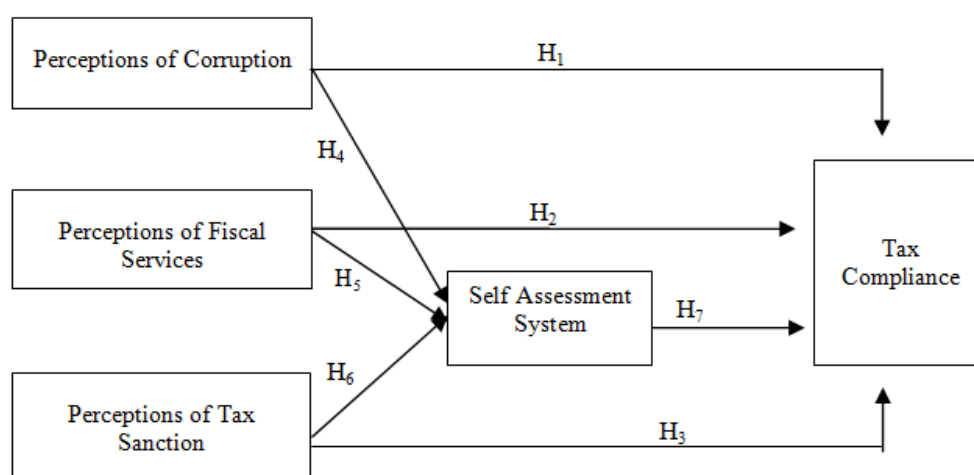 Perceptions of Corruption
H₁
H₄
Perceptions of Fiscal
Services
H₂
Tax
Compliance
H₅
Self Assessment
System
H₇
H₆
Perceptions of Tax
Sanction
H₃